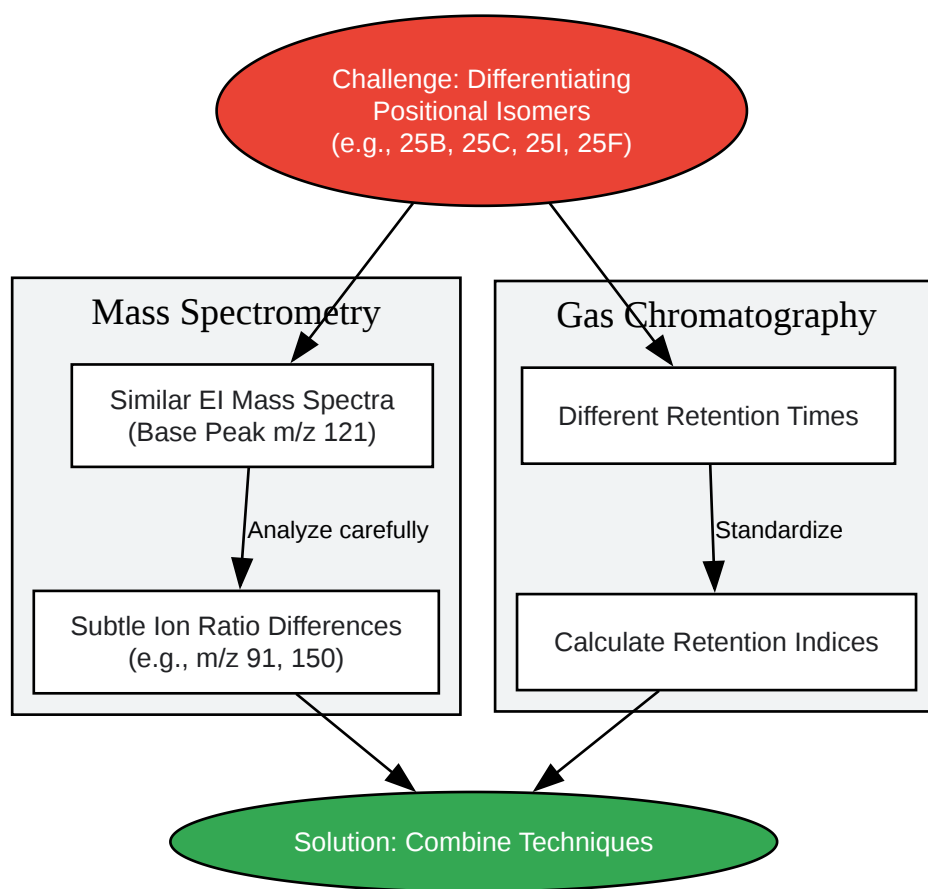 Challenge: Differentiating
Positional Isomers
(e.g., 25B, 25C, 25I, 25F)
Mass Spectrometry
Similar EI Mass Spectra
(Base Peak m/z 121)
Analyze carefully
Subtle Ion Ratio Differences
(e.g., m/z 91, 150)
Gas Chromatography
Different Retention Times
Standardize
Calculate Retention Indices
Solution: Combine Techniques